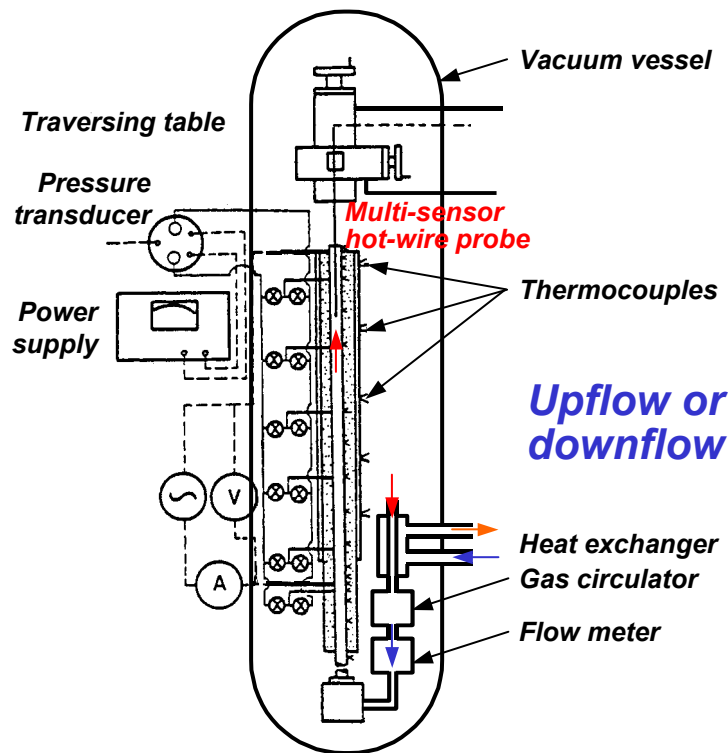 Vacuum vessel
Traversing table
Pressure
transducer
Multi-sensor
hot-wire probe
Thermocouples
Power
supply
Upflow or
downflow
V
Heat exchanger
A
Gas circulator
Flow meter